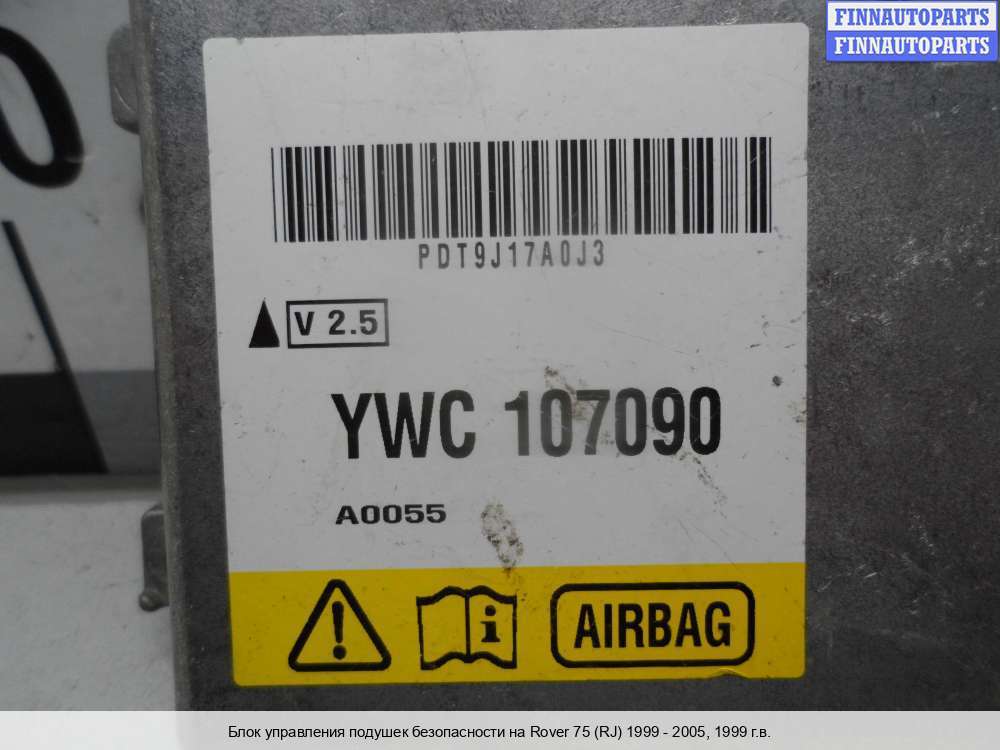 FINNAUTOPARTS
FINNAUTOPARTS
PDT9J17A0J3
V 2.5
YWC 107090
A0055
AIRBAG
Блок управления подушек безопасности на Rover 75 (RJ) 1999 - 2005, 1999 г.в.